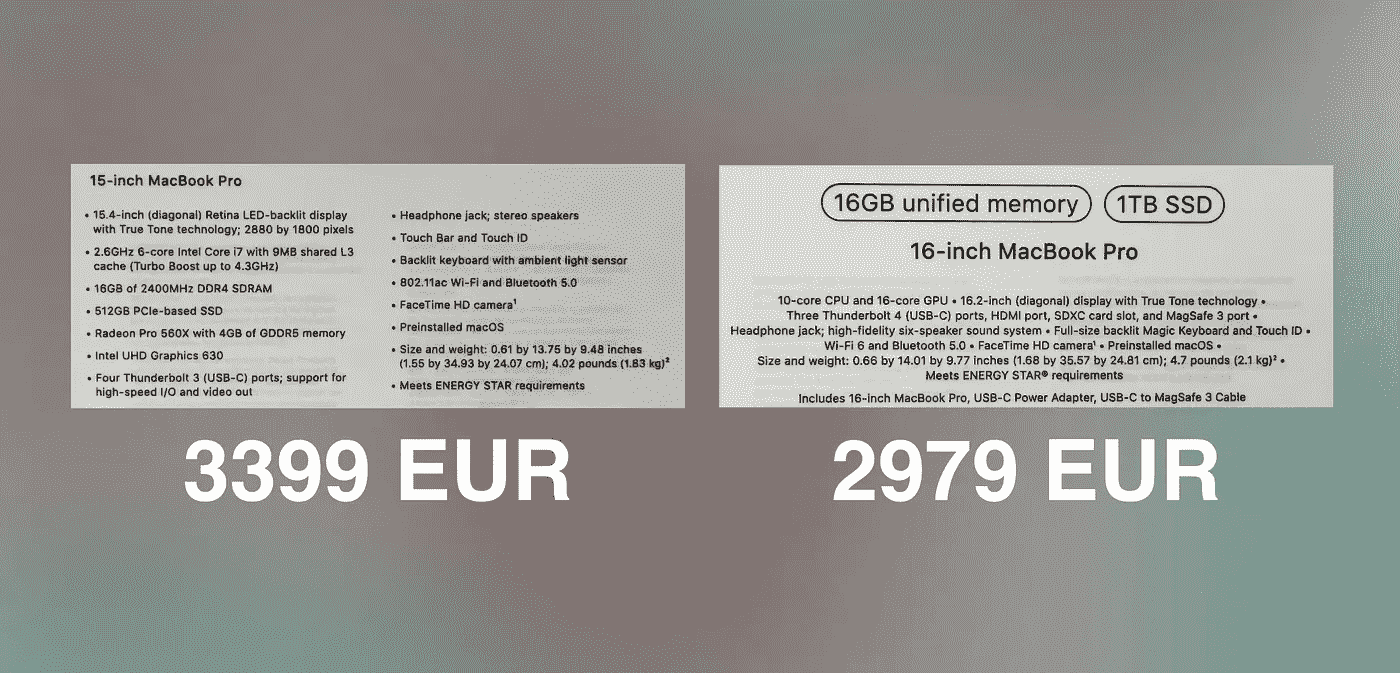 15-inch MacBook Pro
• 15.4-inch (diagonal) Retina LED-backlit display
with True Tone technology; 2880 by 1800 pixels
• 2.6GHz 6-core Intel Core i7 with 9MB shared L3
cache (Turbo Boost up to 4.3GHz)
• 16GB of 2400MHz DDR4 SDRAM
• 512GB PCIe-based SSD
• Radeon Pro 560X with 4GB of GDDR5 memory
• Intel UHD Graphics 630
• Four Thunderbolt 3 (USB-C) ports; support for
high-speed I/O and video out
• Headphone jack; stereo speakers
• Touch Bar and Touch ID
• Backlit keyboard with ambient light sensor
• 802.11ac Wi-Fi and Bluetooth 5.0
• FaceTime HD camera¹
• Preinstalled macOS
• Size and weight: 0.61 by 13.75 by 9.48 inches
(1.55 by 34.93 by 24.07 cm); 4.02 pounds (1.83 kg)²
• Meets ENERGY STAR requirements
3399 EUR
16GB unified memory 1TB SSD
16-inch MacBook Pro
10-core CPU and 16-core GPU • 16.2-inch (diagonal) display with True Tone technology •
Three Thunderbolt 4 (USB-C) ports, HDMI port, SDXC card slot, and MagSafe 3 port •
Headphone jack; high-fidelity six-speaker sound system • Full-size backlit Magic Keyboard and Touch ID •
Wi-Fi 6 and Bluetooth 5.0 • FaceTime HD camera¹ • Preinstalled macOS •
Size and weight: 0.66 by 14.01 by 9.77 inches (1.68 by 35.57 by 24.81 cm); 4.7 pounds (2.1 kg)² •
Meets ENERGY STAR® requirements
Includes 16-inch MacBook Pro, USB-C Power Adapter, USB-C to MagSafe 3 Cable
2979 EUR